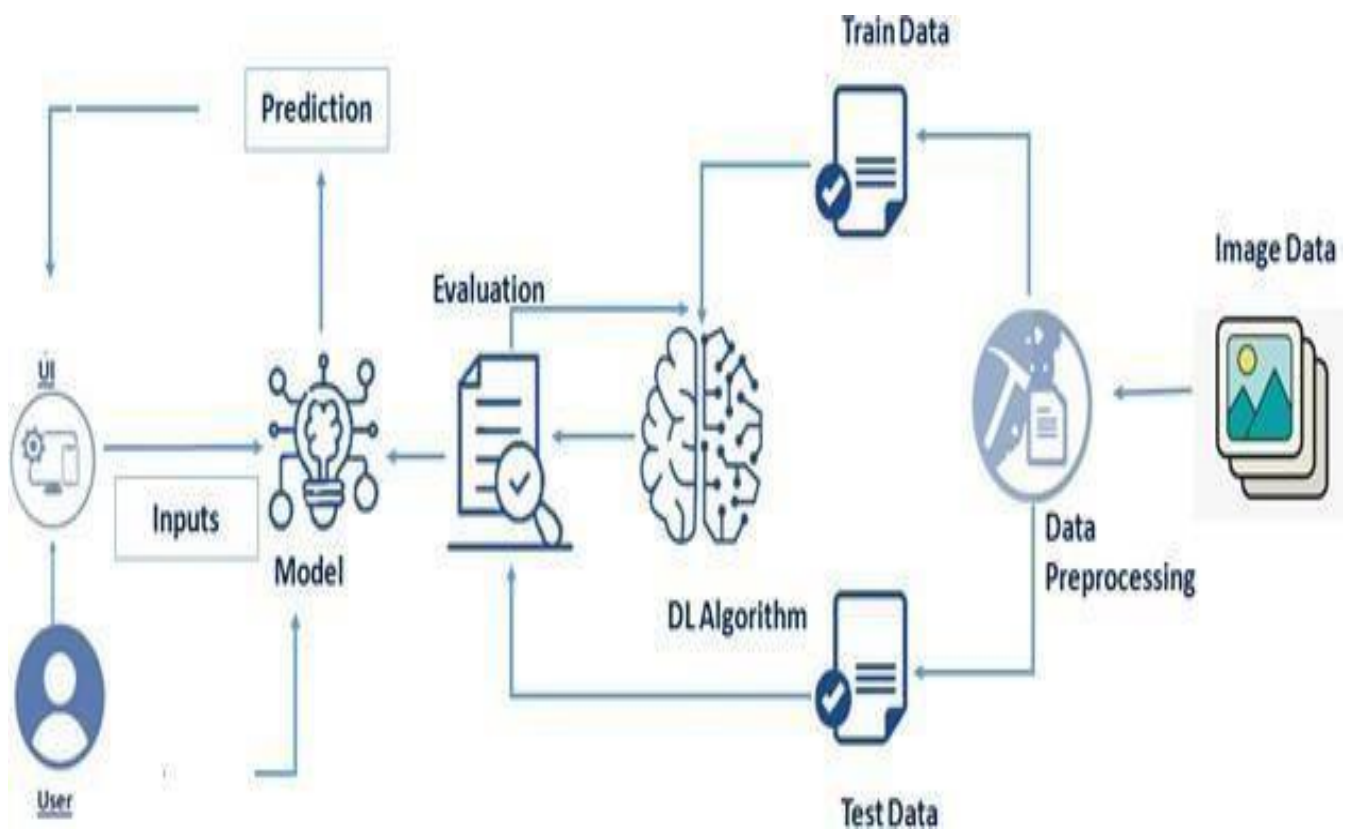 Train Data
Prediction
Image Data
Evaluation
UI
Inputs
Model
Data
Preprocessing
DL Algorithm
User
Test Data